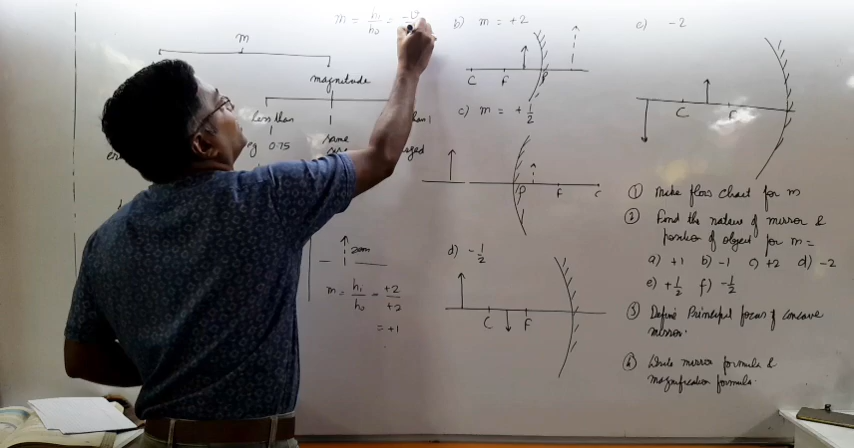 m = h₁/h₀ = -v
b) m = +2
e) -2
m
magnitude
C F P
less than
same
0.75
c) m = + 1/2
C F
P F C
① Make flow chart for m
② Find the nature of mirror &
position of object for m =
a) +1 b) -1 c) +2 d) -2
e) +1/2 f) -1/2
③ Define Principal focus of concave
mirror.
④ Write mirror formula &
magnification formula.
d) -1/2
C F
2cm
m = h₁/h₀ = +2/+2
= +1